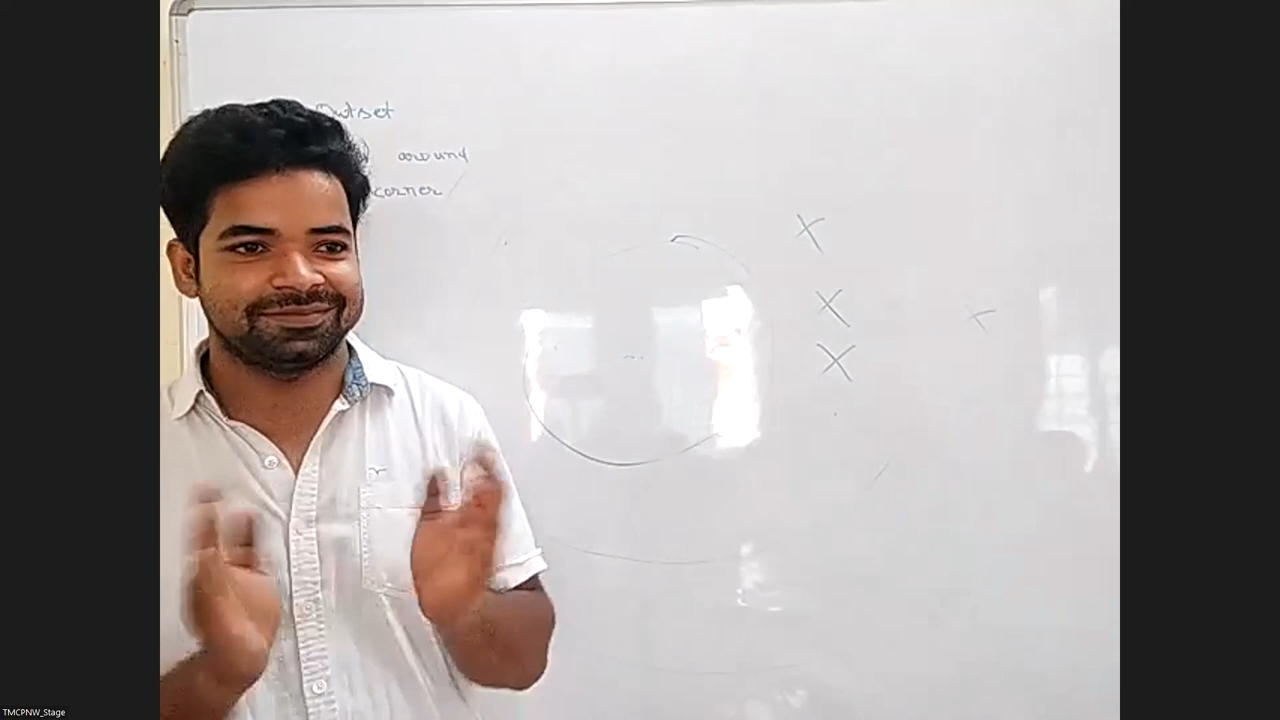 Outset
around
corner
X
X
X
X
TMCPNW_Stage